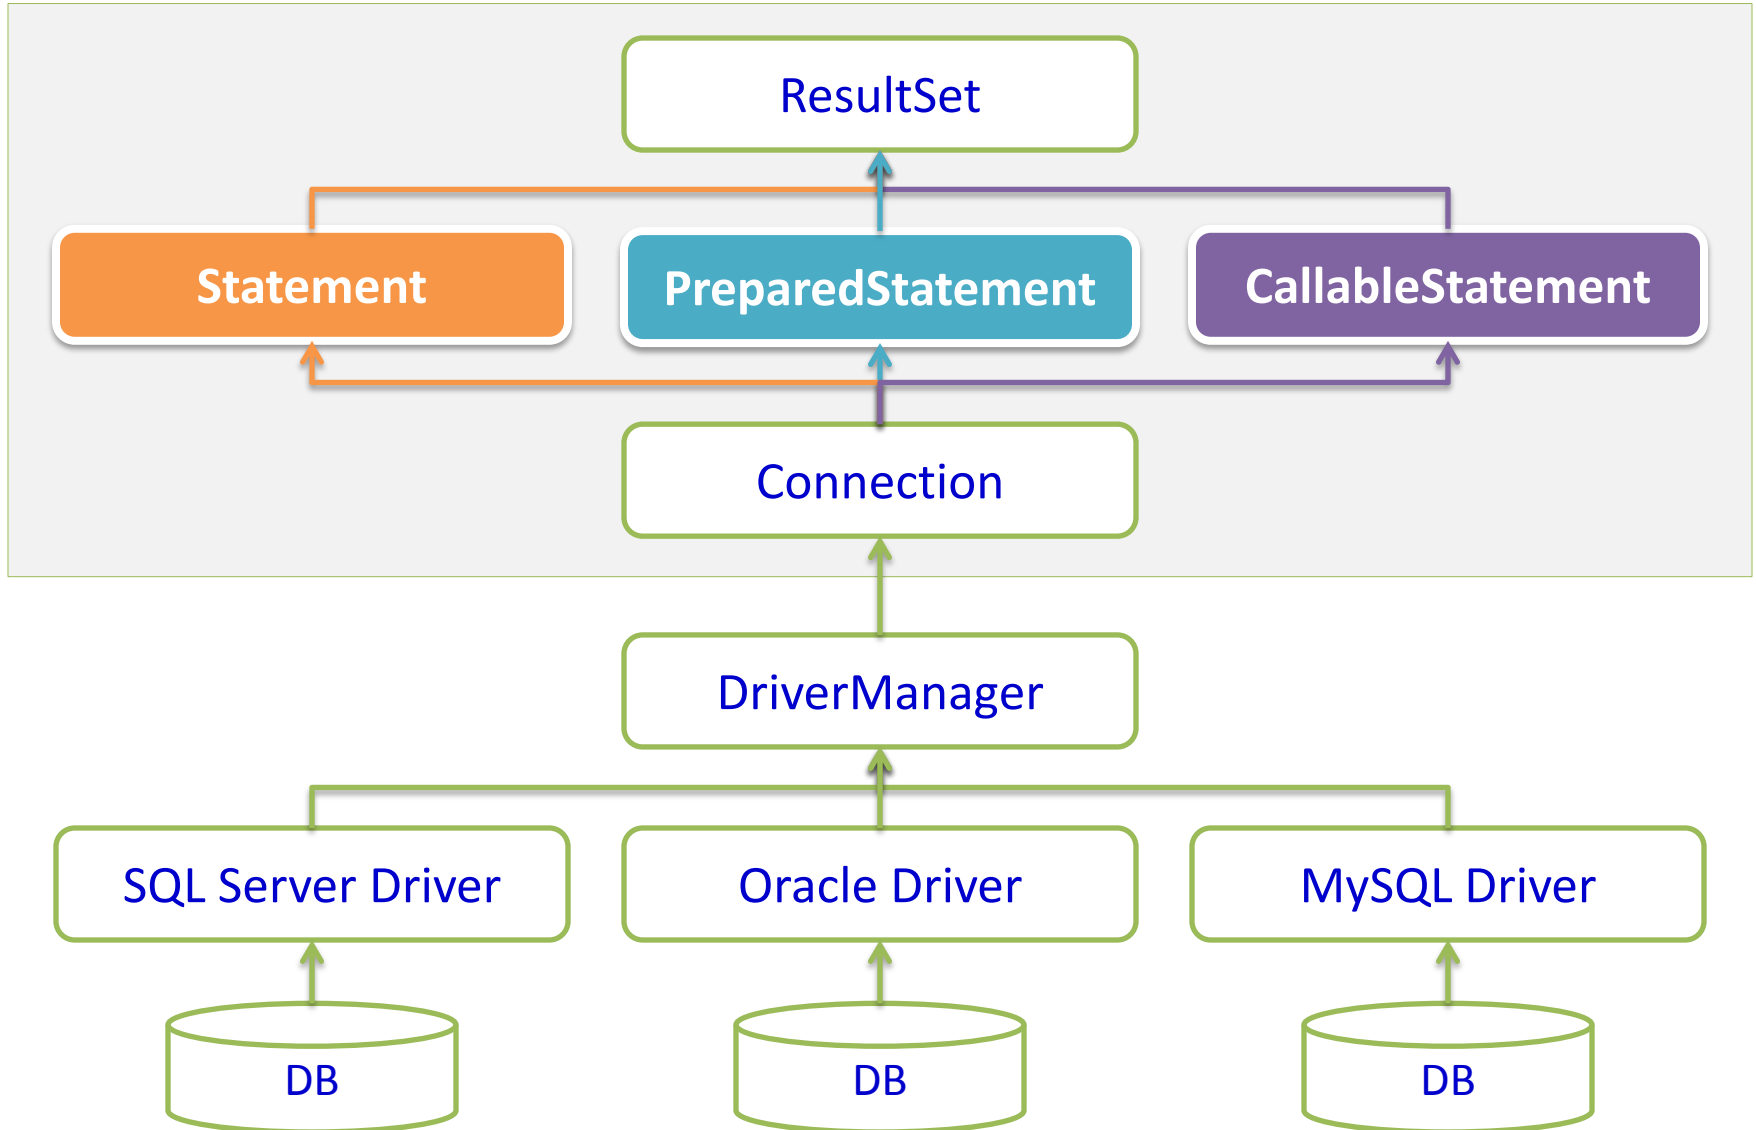 ResultSet
Statement
PreparedStatement
CallableStatement
Connection
DriverManager
SQL Server Driver
Oracle Driver
MySQL Driver
DB
DB
DB